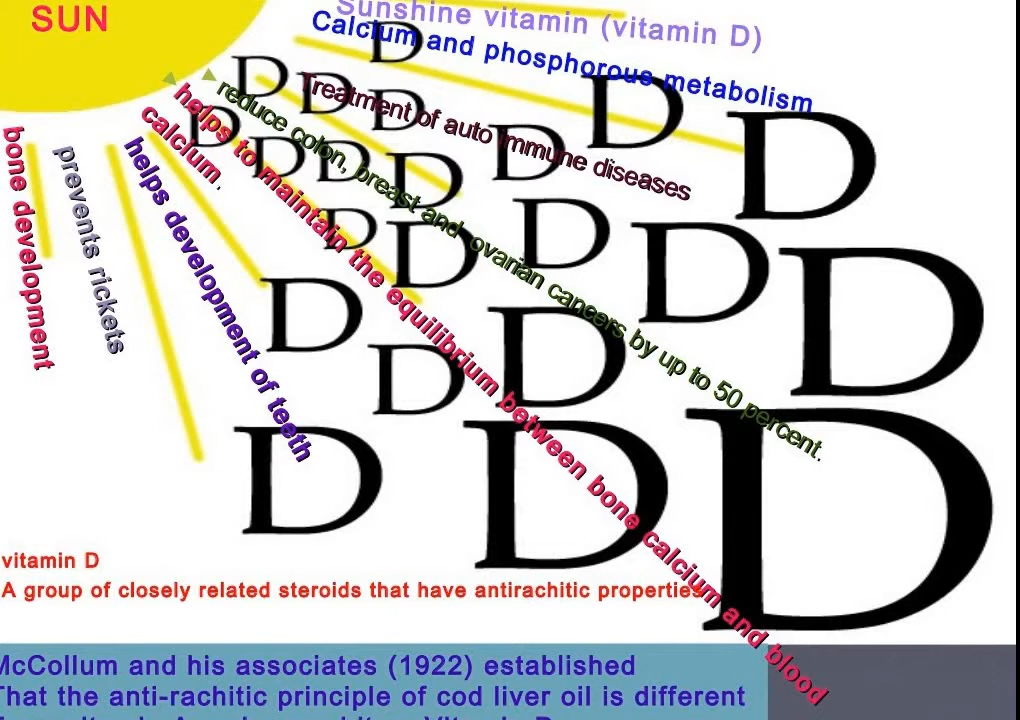 SUN
Sunshine vitamin (vitamin D)
Calcium and phosphorous metabolism
Treatment of auto immune diseases
reduce colon, breast and ovarian cancers by up to 50 percent.
helps to maintain the equilibrium between bone calcium and blood
calcium.
helps development of teeth
prevents rickets
bone development
D D D D D D D D D D D D D D D D D D D D D D D
vitamin D
A group of closely related steroids that have antirachitic properties
McCollum and his associates (1922) established
That the anti-rachitic principle of cod liver oil is different